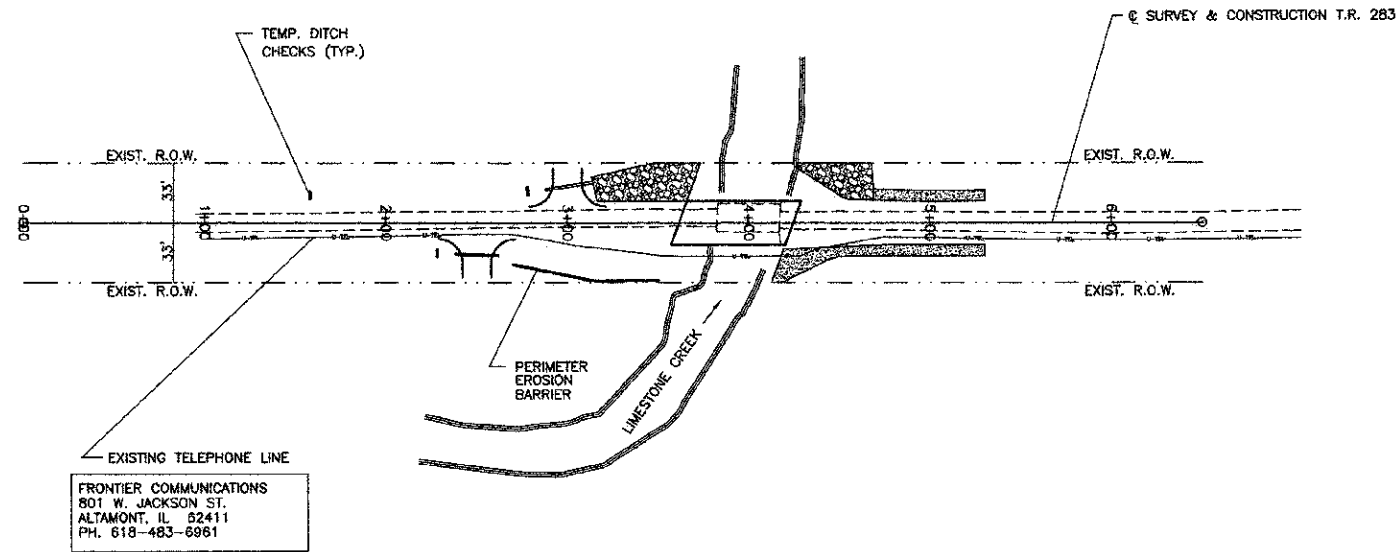 ℄ SURVEY & CONSTRUCTION T.R. 283
TEMP. DITCH
CHECKS (TYP.)
EXIST. R.O.W.
EXIST. R.O.W.
33'
33'
0+00
1+00
2+00
3+00
4+00
5+00
6+00
EXIST. R.O.W.
EXIST. R.O.W.
LIMESTONE CREEK
PERIMETER
EROSION
BARRIER
EXISTING TELEPHONE LINE
FRONTIER COMMUNICATIONS
801 W. JACKSON ST.
ALTAMONT, IL 62411
PH. 618-483-6961